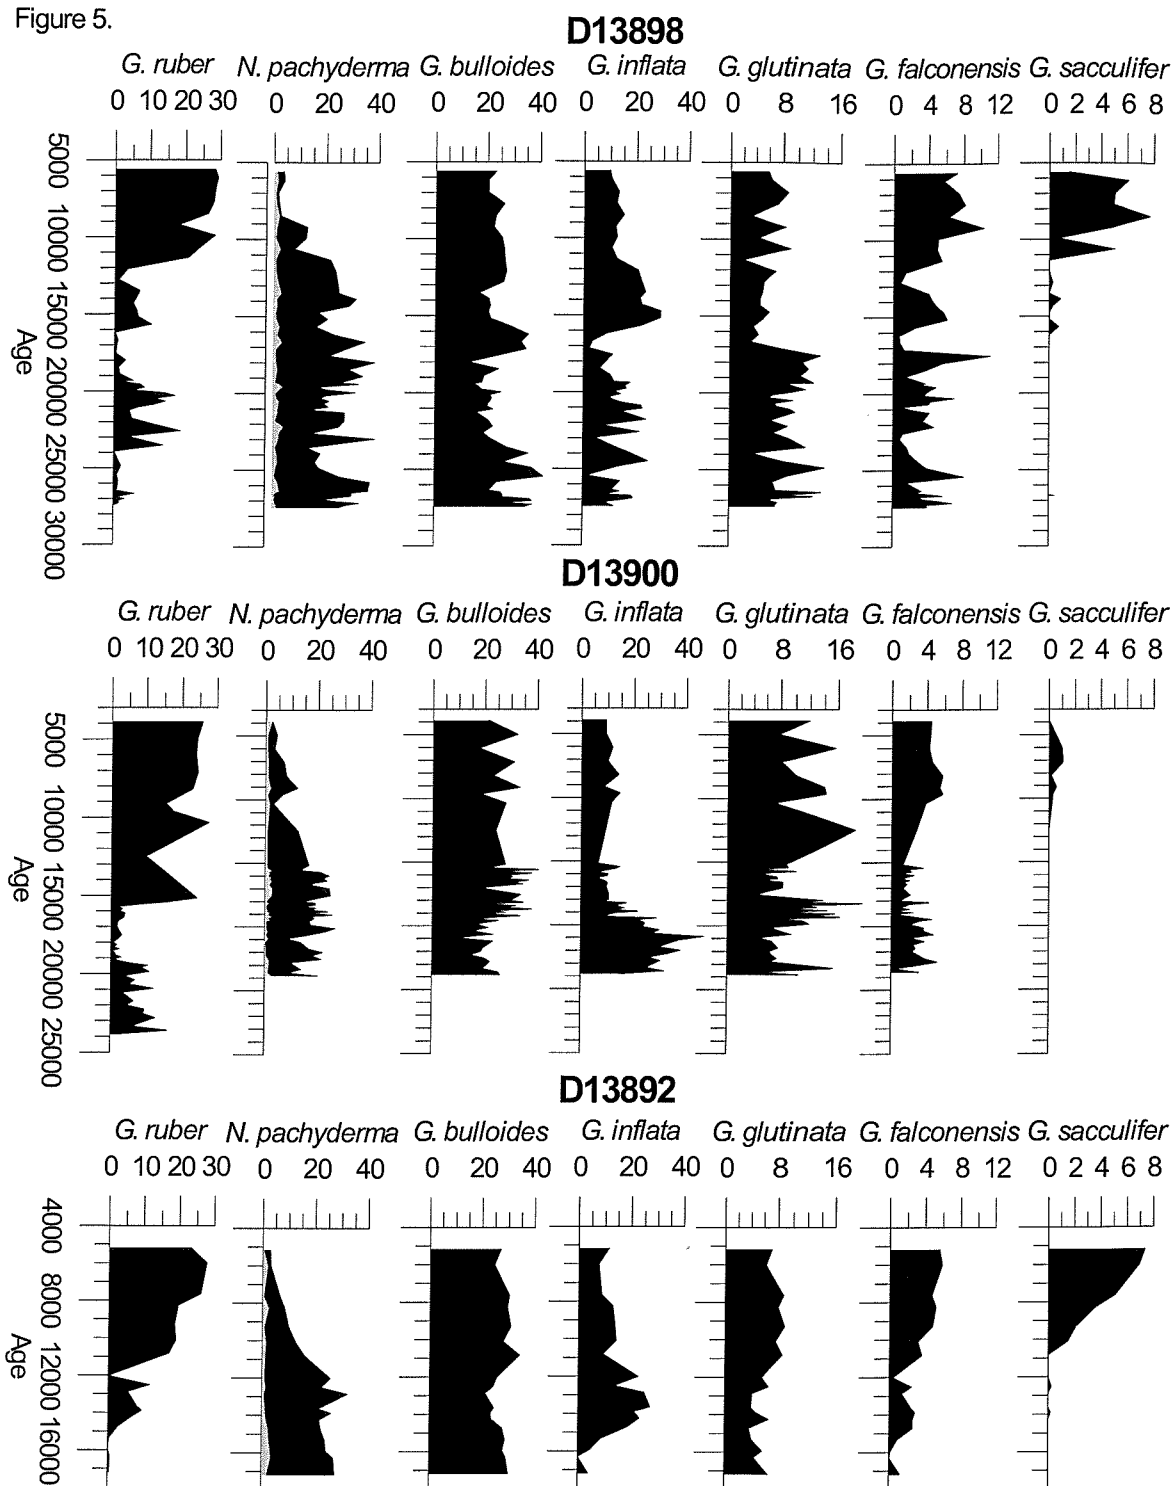 Figure 5.
D13898
G. ruber N. pachyderma G. bulloides G. inflata G. glutinata G. falconensis G. sacculifer
0 10 20 30 0 20 40 0 20 40 0 20 40 0 8 16 0 4 8 12 0 2 4 6 8
5000 10000 15000 20000 25000 30000
Age
D13900
G. ruber N. pachyderma G. bulloides G. inflata G. glutinata G. falconensis G. sacculifer
0 10 20 30 0 20 40 0 20 40 0 20 40 0 8 16 0 4 8 12 0 2 4 6 8
5000 10000 15000 20000 25000
Age
D13892
G. ruber N. pachyderma G. bulloides G. inflata G. glutinata G. falconensis G. sacculifer
0 10 20 30 0 20 40 0 20 40 0 20 40 0 8 16 0 4 8 12 0 2 4 6 8
4000 8000 12000 16000
Age